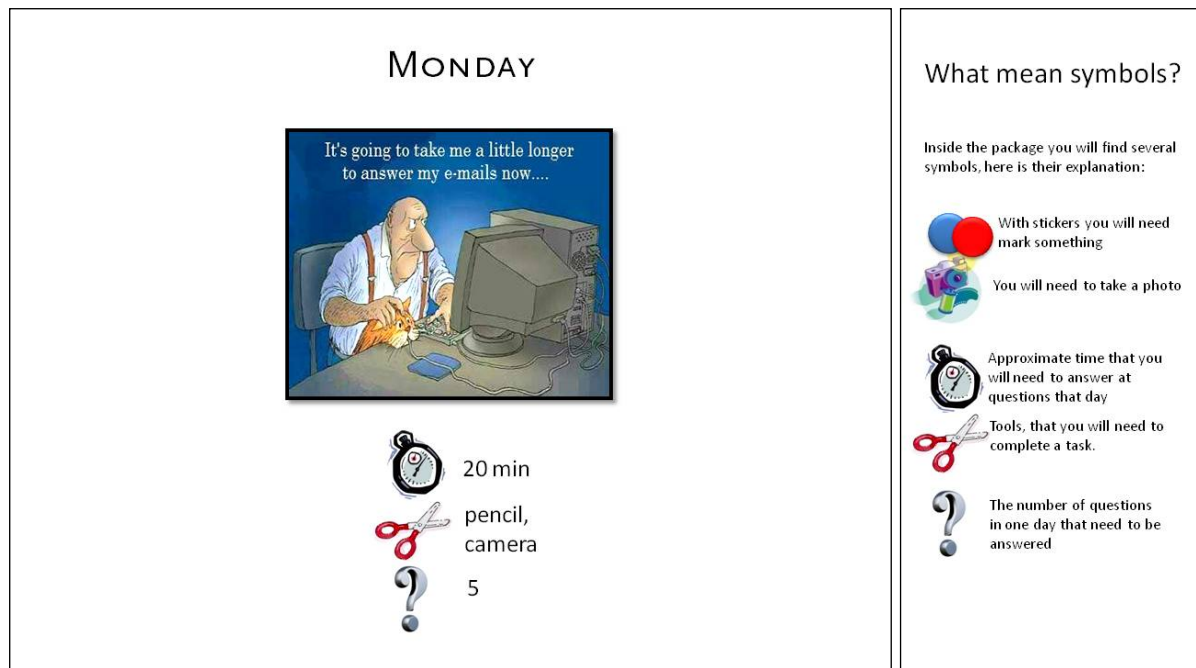 MONDAY
It's going to take me a little longer
to answer my e-mails now....
20 min
pencil,
camera
5
What mean symbols?
Inside the package you will find several
symbols, here is their explanation:
With stickers you will need
mark something
You will need to take a photo
Approximate time that you
will need to answer at
questions that day
Tools, that you will need to
complete a task.
The number of questions
in one day that need to be
answered